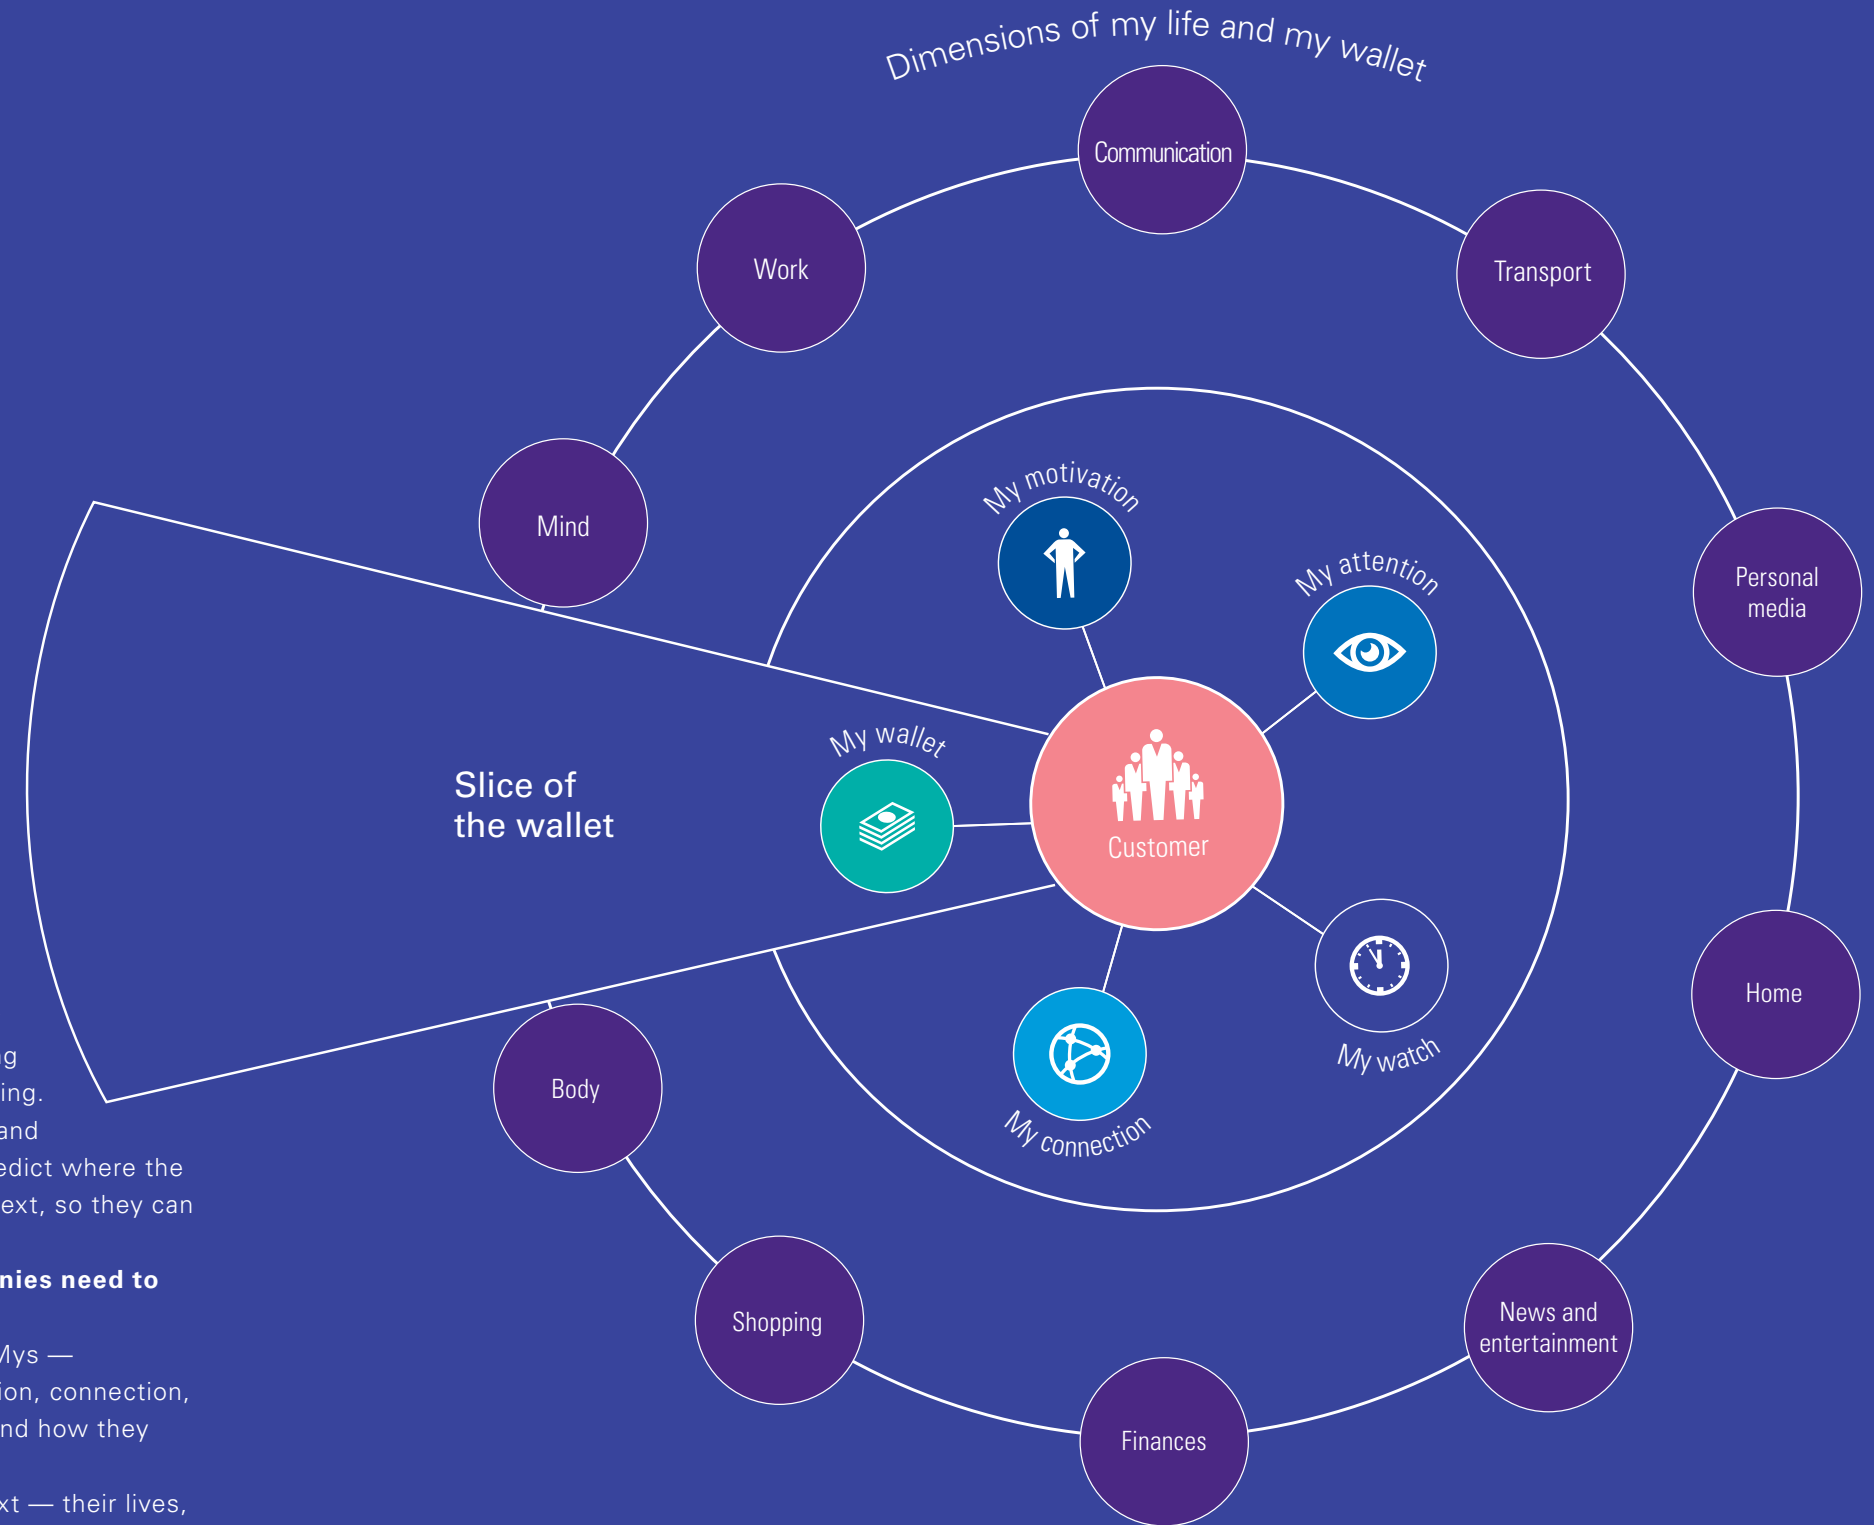 Dimensions of my life and my wallet
Communication
Work
Transport
Mind
Personal
media
My motivation
My attention
My wallet
Slice of
the wallet
Customer
My watch
My connection
Home
Body
Shopping
Finances
News and
entertainment
ing.
and
edict where the
ext, so they can
nies need to
Mys —
ion, connection,
nd how they
xt — their lives,